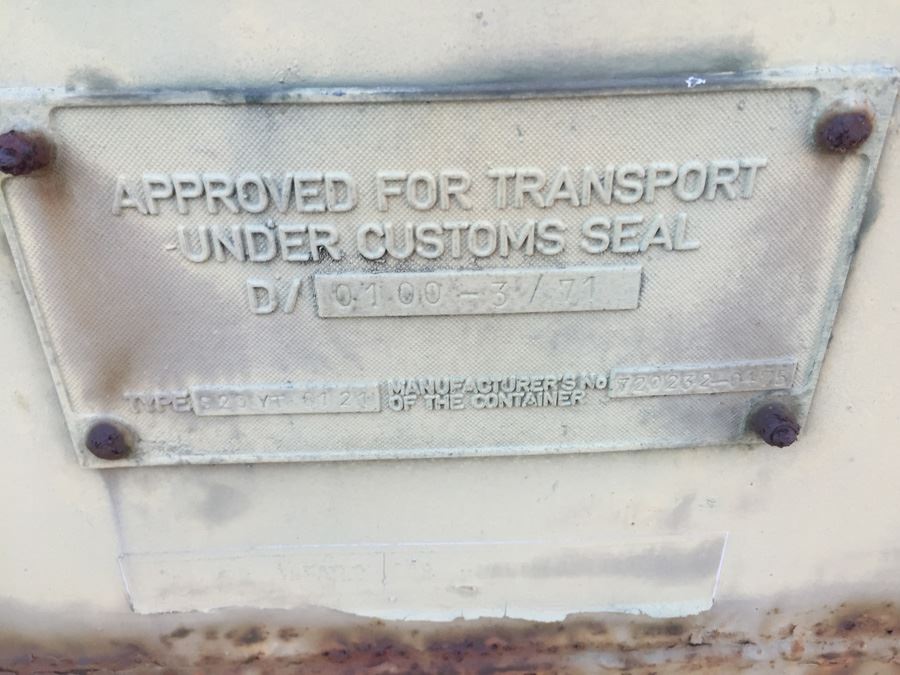 APPROVED FOR TRANSPORT
UNDER CUSTOMS SEAL
D/ 0100-3/71
TYPE
MANUFACTURER'S No
OF THE CONTAINER